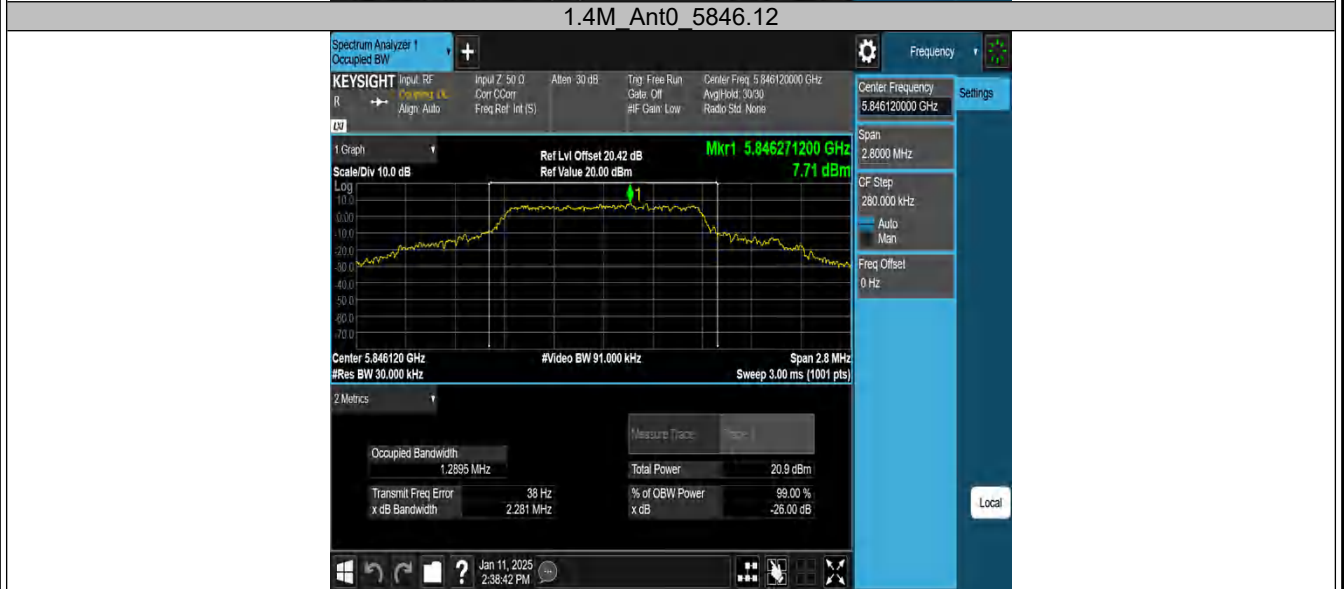 1.4M_Ant0_5846.12
Spectrum Analyzer 1
Occupied BW
+
Frequency
KEYSIGHT
Input: RF
Coupling: DC
Align: Auto
R
LXI
Input Z: 50 Ω
Corr CCorr
Freq Ref: Int (S)
Atten: 30 dB
Trig: Free Run
Gate: Off
#IF Gain: Low
Center Freq: 5.846120000 GHz
Avg|Hold: 30/30
Radio Std: None
Center Frequency
5.846120000 GHz
Settings
Span
2.8000 MHz
CF Step
280.000 kHz
Auto
Man
Freq Offset
0 Hz
1 Graph
Scale/Div 10.0 dB
Ref Lvl Offset 20.42 dB
Ref Value 20.00 dBm
Mkr1 5.846271200 GHz
7.71 dBm
Log
10.0
0.00
-10.0
-20.0
-30.0
-40.0
-50.0
-60.0
-70.0
1
Center 5.846120 GHz
#Res BW 30.000 kHz
#Video BW 91.000 kHz
Span 2.8 MHz
Sweep 3.00 ms (1001 pts)
2 Metrics
Measure Trace
Trace 1
Occupied Bandwidth
1.2895 MHz
Total Power
20.9 dBm
Transmit Freq Error
38 Hz
% of OBW Power
99.00 %
x dB Bandwidth
2.281 MHz
x dB
-26.00 dB
Local
?
Jan 11, 2025
2:38:42 PM